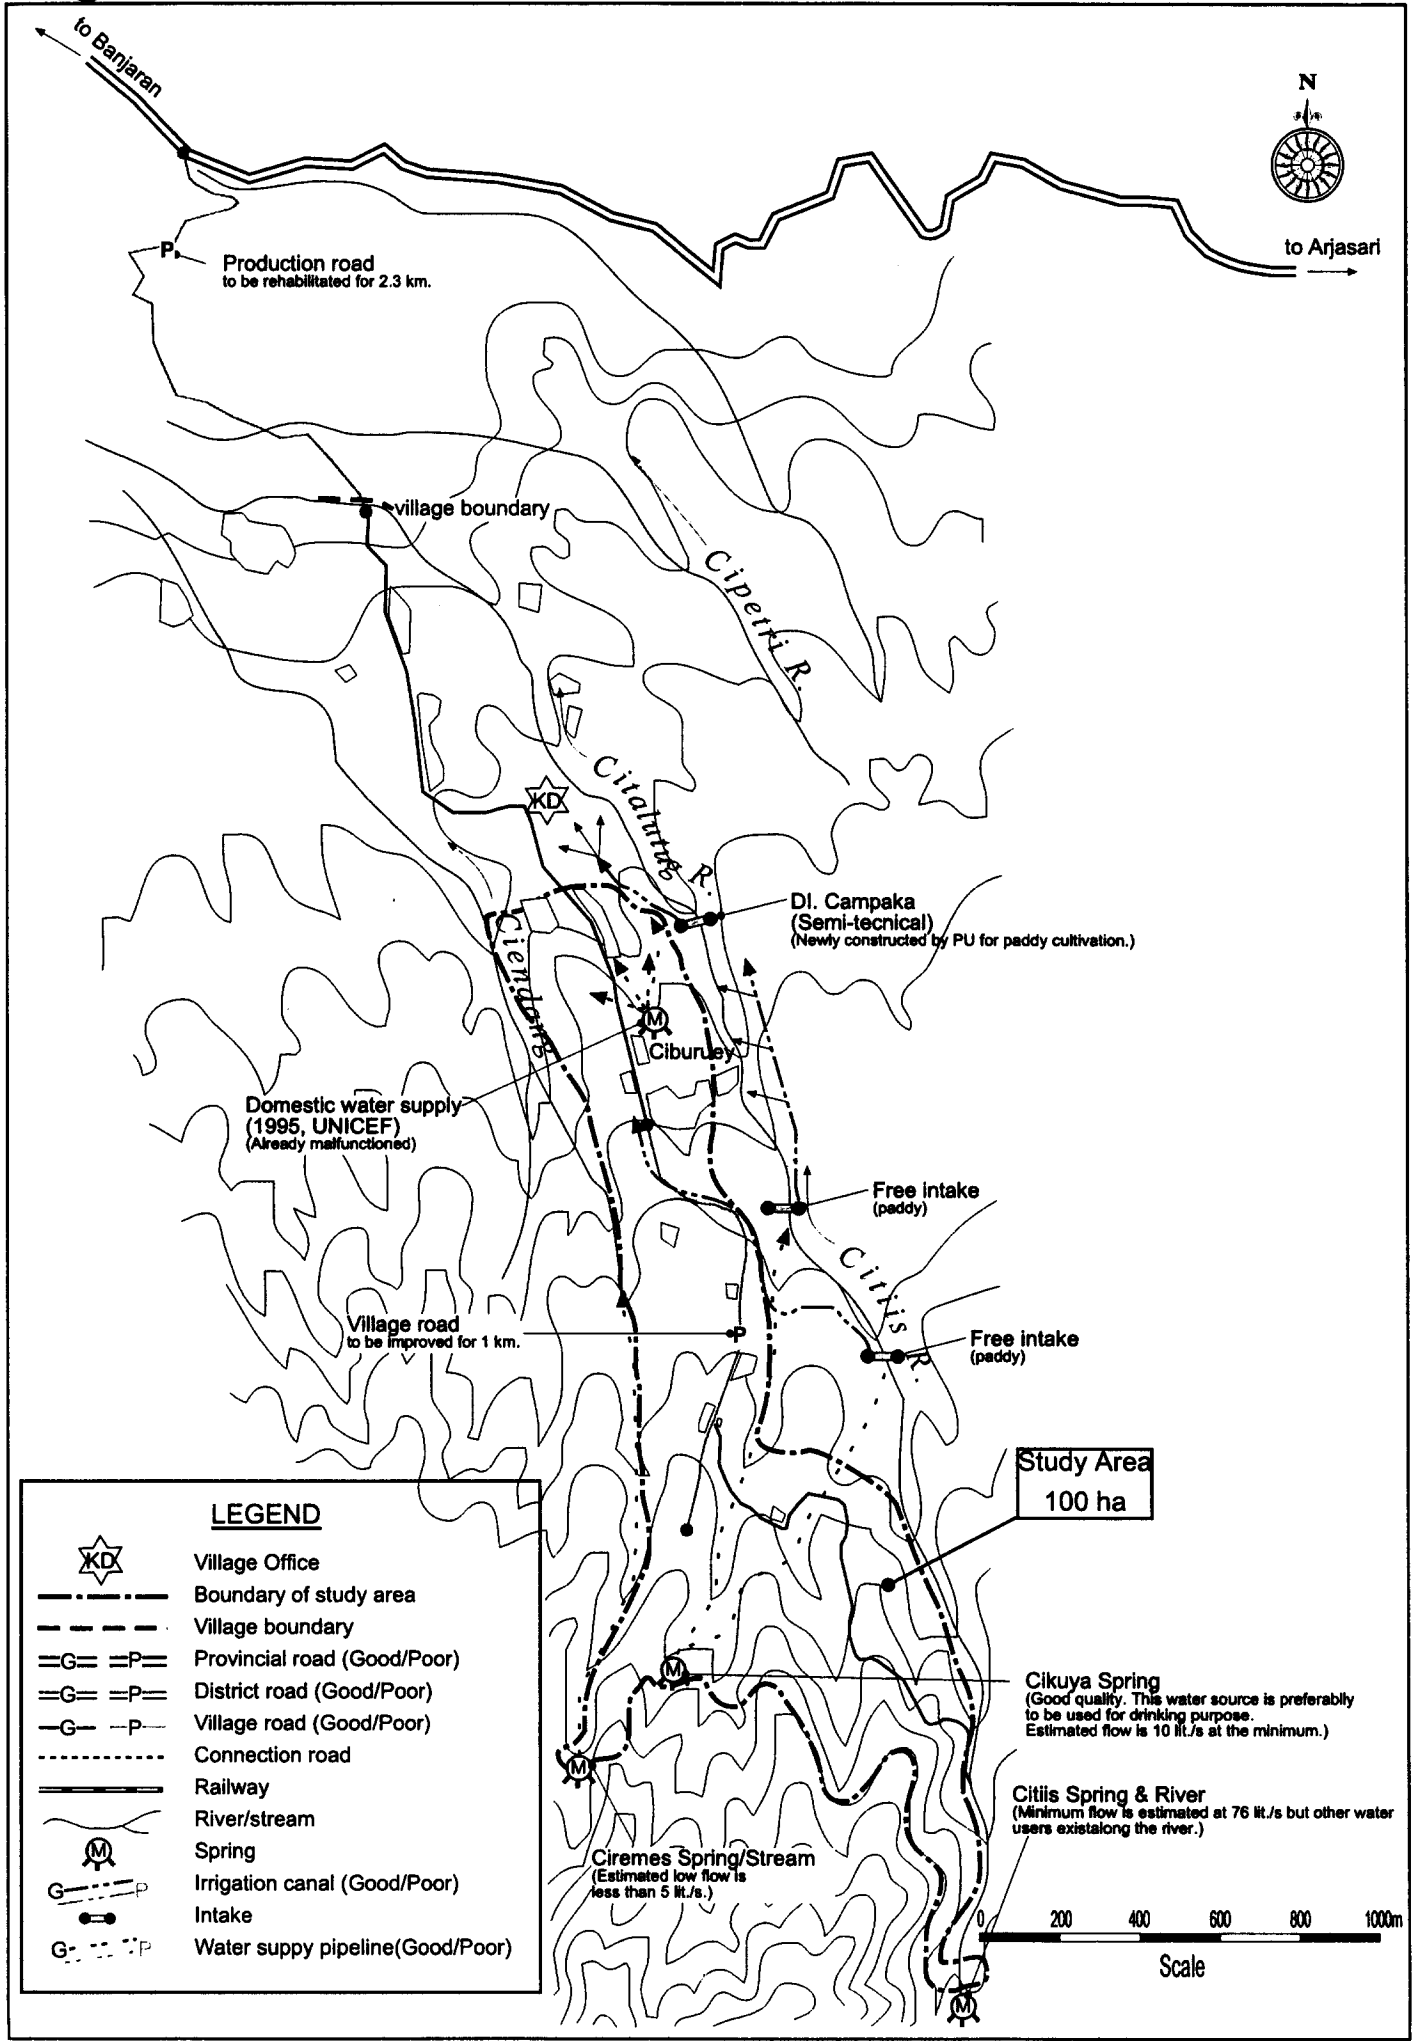 to Banjaran
N
to Arjasari
P
Production road
to be rehabilitated for 2.3 km.
village boundary
Cipetri R.
KD
Citalutug R.
DI. Campaka
(Semi-tecnical)
(Newly constructed by PU for paddy cultivation.)
Ciendang
M
Ciburuey
Domestic water supply
(1995, UNICEF)
(Already malfunctioned)
Free intake
(paddy)
Citiis R.
Village road
to be improved for 1 km.
P
Free intake
(paddy)
Study Area
100 ha
M
Cikuya Spring
(Good quality. This water source is preferablly
to be used for drinking purpose.
Estimated flow is 10 lit./s at the minimum.)
M
Citiis Spring & River
(Minimum flow is estimated at 76 lit./s but other water
users existalong the river.)
Ciremes Spring/Stream
(Estimated low flow is
less than 5 lit./s.)
M
0 200 400 600 800 1000m
Scale
LEGEND
KD Village Office
Boundary of study area
Village boundary
G P Provincial road (Good/Poor)
G P District road (Good/Poor)
G P Village road (Good/Poor)
Connection road
Railway
River/stream
M Spring
G P Irrigation canal (Good/Poor)
Intake
G P Water suppy pipeline(Good/Poor)